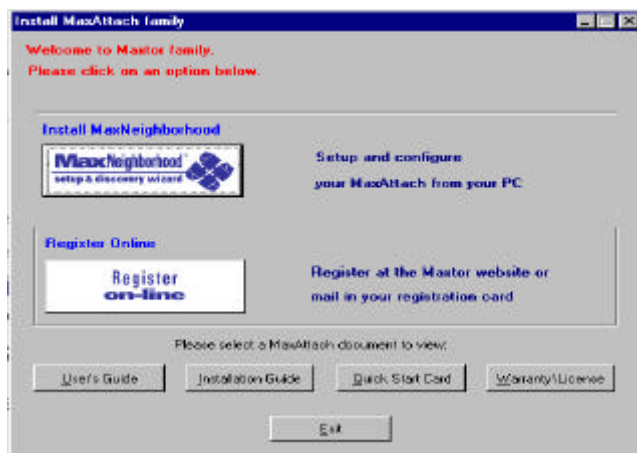 Install MaxAttach family
Welcome to Maxtor family.
Please click on an option below.
Install MaxNeighborhood
MaxNeighborhood
setup & discovery wizard
Setup and configure
your MaxAttach from your PC
Register Online
Register
on-line
Register at the Maxtor website or
mail in your registration card
Please select a MaxAttach document to view:
User's Guide
Installation Guide
Quick Start Card
Warranty\License
Exit